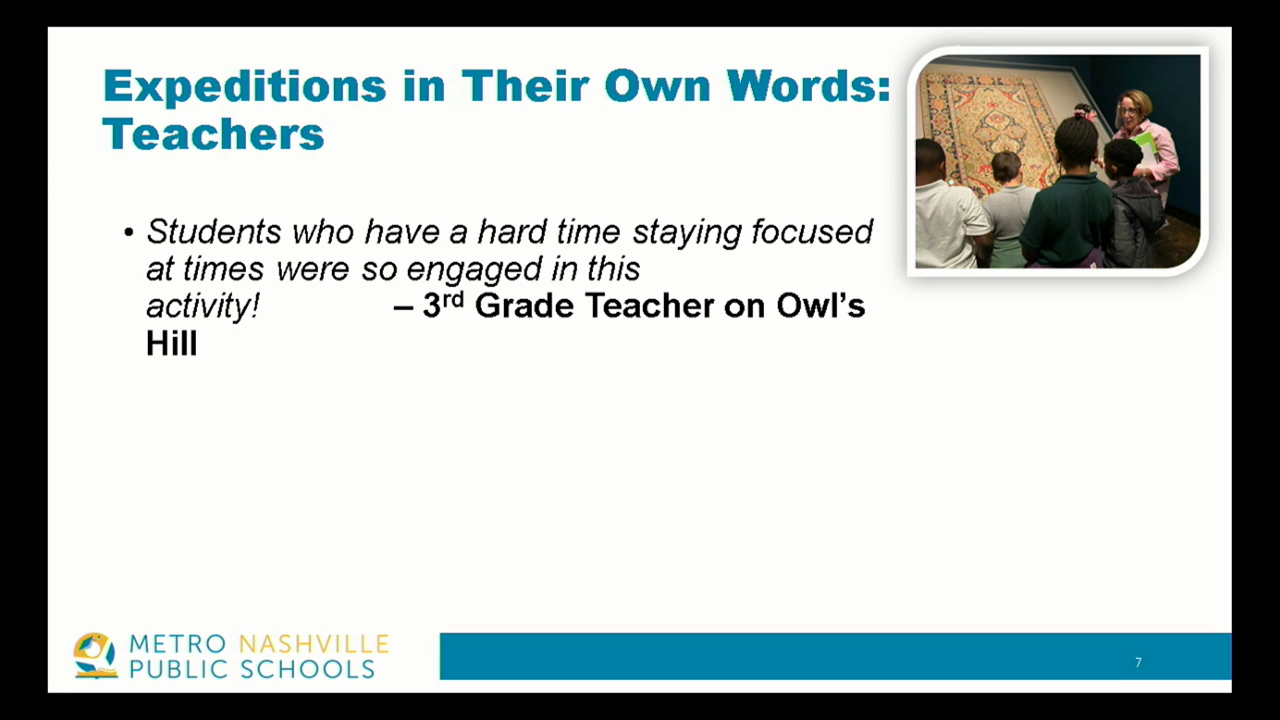 Expeditions in Their Own Words:
Teachers
• Students who have a hard time staying focused
at times were so engaged in this
activity! – 3rd Grade Teacher on Owl’s
Hill
METRO NASHVILLE
PUBLIC SCHOOLS
7